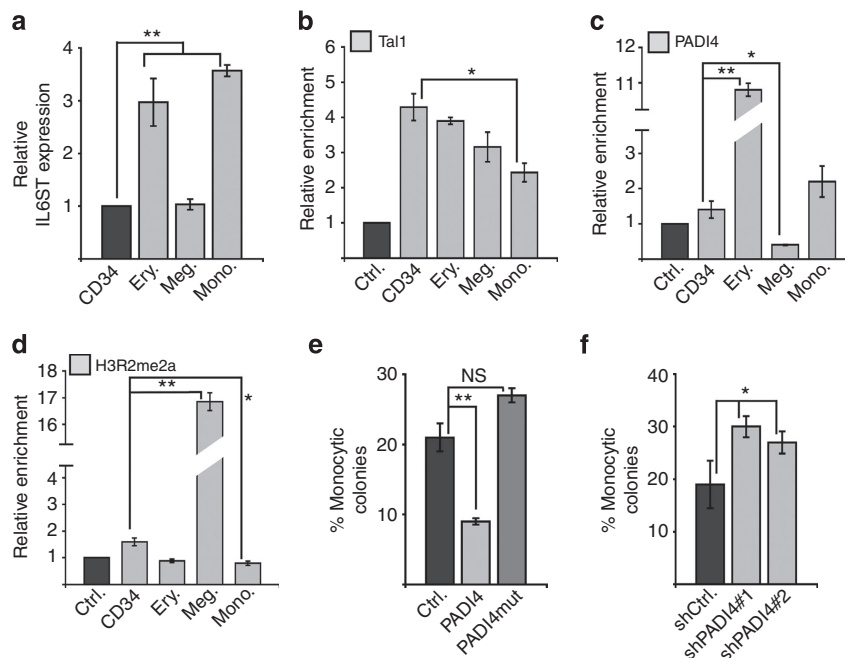 a
**
Relative
IL6ST expression
4
3
2
1
CD34
Ery.
Meg.
Mono.
b
Tal1
*
Relative enrichment
6
5
4
3
2
1
Ctrl.
CD34
Ery.
Meg.
Mono.
c
PADI4
*
**
Relative enrichment
12
11
3
2
1
Ctrl.
CD34
Ery.
Meg.
Mono.
d
H3R2me2a
**
*
Relative enrichment
18
17
16
4
3
2
1
Ctrl.
CD34
Ery.
Meg.
Mono.
e
NS
**
% Monocytic
colonies
30
20
10
Ctrl.
PADI4
PADI4mut
f
*
% Monocytic
colonies
40
30
20
10
shCtrl.
shPADI4#1
shPADI4#2